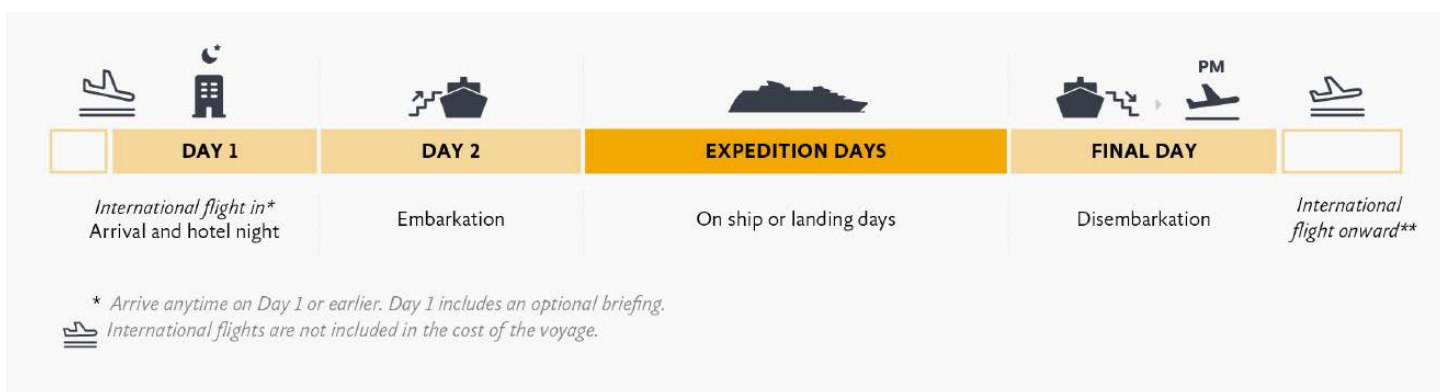 PM
DAY 1
DAY 2
EXPEDITION DAYS
FINAL DAY
International flight in*
Arrival and hotel night
Embarkation
On ship or landing days
Disembarkation
International
flight onward**
* Arrive anytime on Day 1 or earlier. Day 1 includes an optional briefing.
International flights are not included in the cost of the voyage.